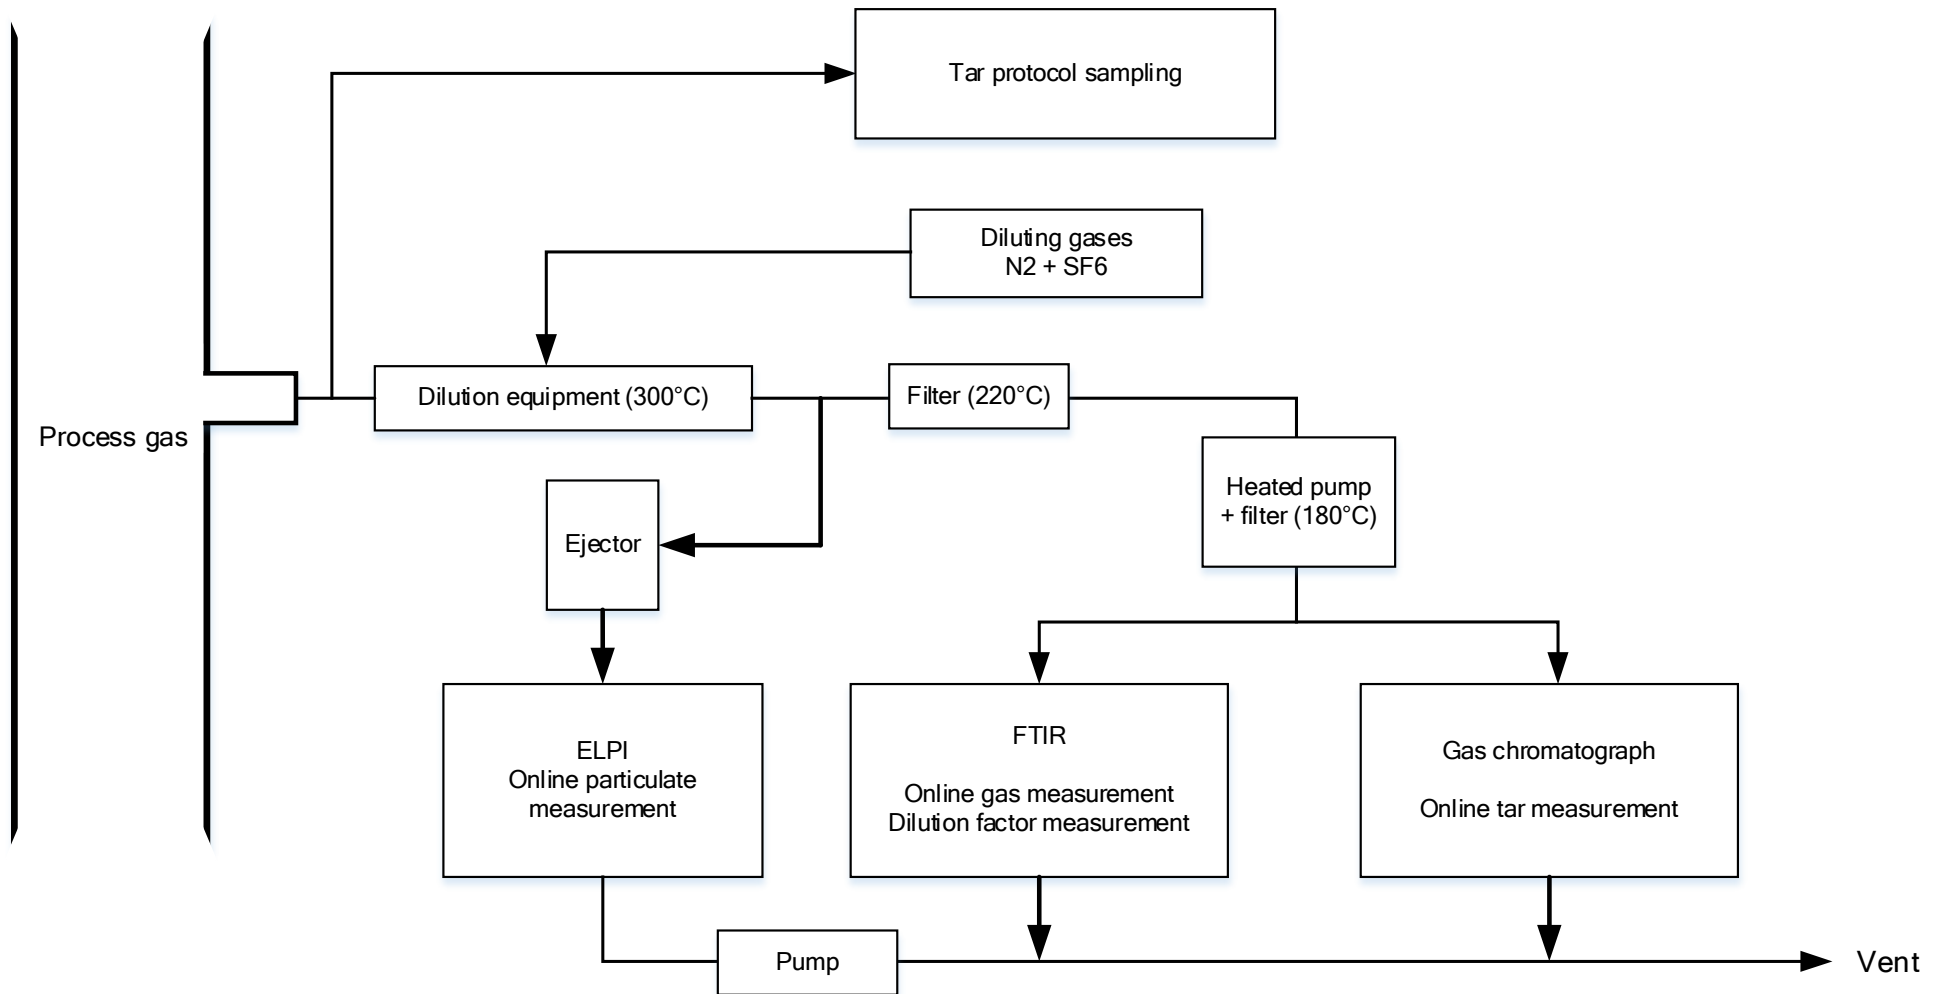 Tar protocol sampling
Diluting gases
N2 + SF6
Dilution equipment (300°C)
Filter (220°C)
Process gas
Heated pump
+ filter (180°C)
Ejector
ELPI
Online particulate
measurement
FTIR
Online gas measurement
Dilution factor measurement
Gas chromatograph
Online tar measurement
Pump
Vent